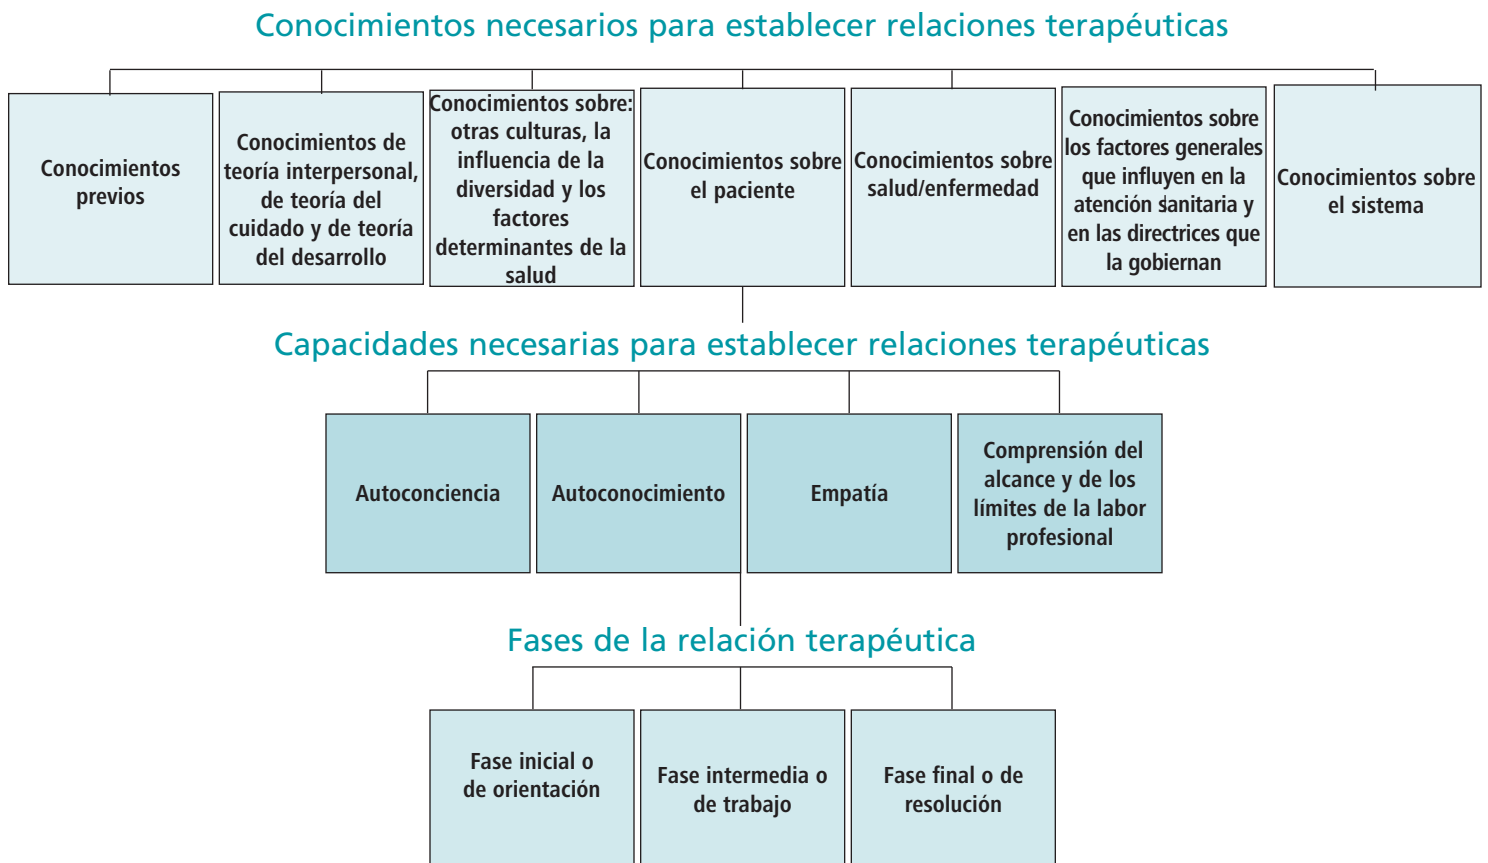 Conocimientos necesarios para establecer relaciones terapéuticas
Conocimientos
previos
Conocimientos de
teoría interpersonal,
de teoría del
cuidado y de teoría
del desarrollo
Conocimientos sobre:
otras culturas, la
influencia de la
diversidad y los
factores
determinantes de la
salud
Conocimientos sobre
el paciente
Conocimientos sobre
salud/enfermedad
Conocimientos sobre
los factores generales
que influyen en la
atención sanitaria y
en las directrices que
la gobiernan
Conocimientos sobre
el sistema
Capacidades necesarias para establecer relaciones terapéuticas
Autoconciencia
Autoconocimiento
Empatía
Comprensión del
alcance y de los
límites de la labor
profesional
Fases de la relación terapéutica
Fase inicial o
de orientación
Fase intermedia o
de trabajo
Fase final o de
resolución